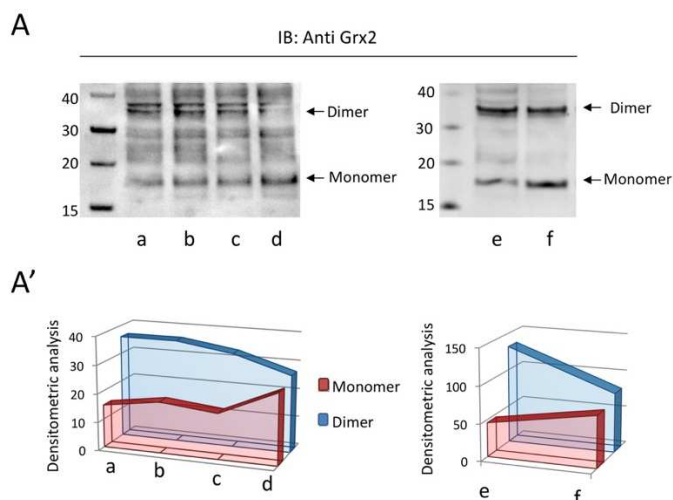 A
IB: Anti Grx2
40
30
20
15
Dimer
Monomer
a b c d
40
30
20
15
Dimer
Monomer
e f
A’
Densitometric analysis
40
30
20
10
0
a b c d
Monomer
Dimer
Densitometric analysis
150
100
50
0
e f